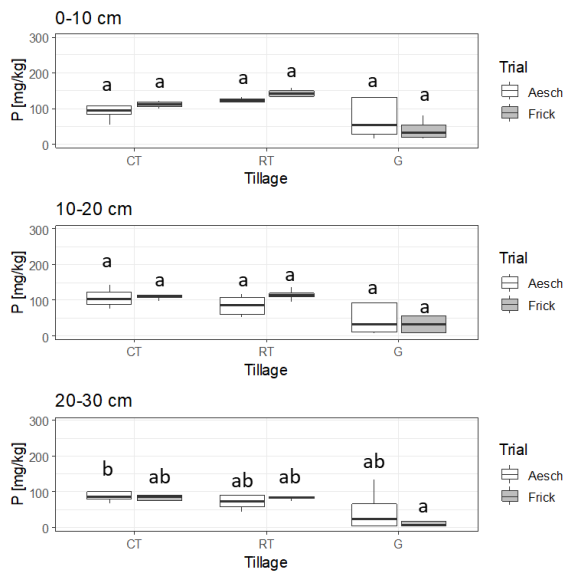 0-10 cm
300
200
100
0
P [mg/kg]
a a a a a a
CT RT G
Tillage
Trial
Aesch
Frick
10-20 cm
300
200
100
0
P [mg/kg]
a a a a a a
CT RT G
Tillage
Trial
Aesch
Frick
20-30 cm
300
200
100
0
P [mg/kg]
b ab ab ab ab a
CT RT G
Tillage
Trial
Aesch
Frick